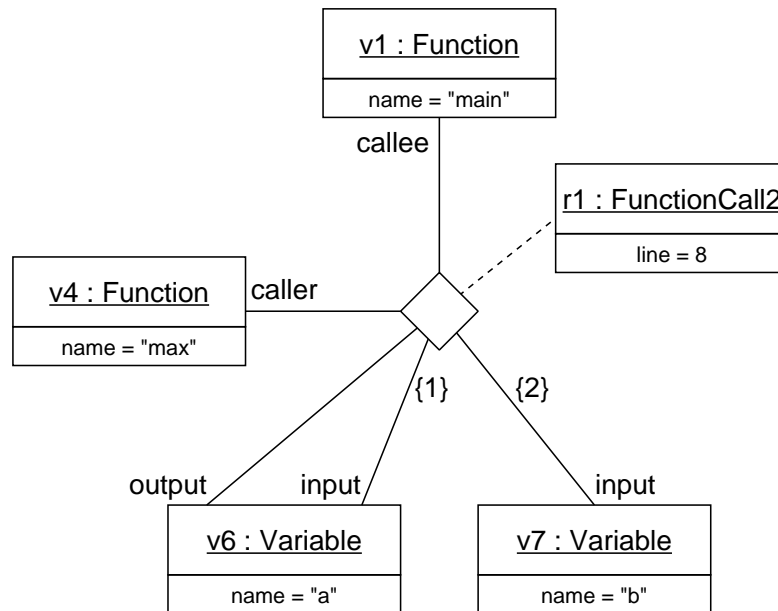 v1 : Function
name = "main"
callee
r1 : FunctionCall2
line = 8
v4 : Function
name = "max"
caller
{1}
{2}
output
input
input
v6 : Variable
name = "a"
v7 : Variable
name = "b"